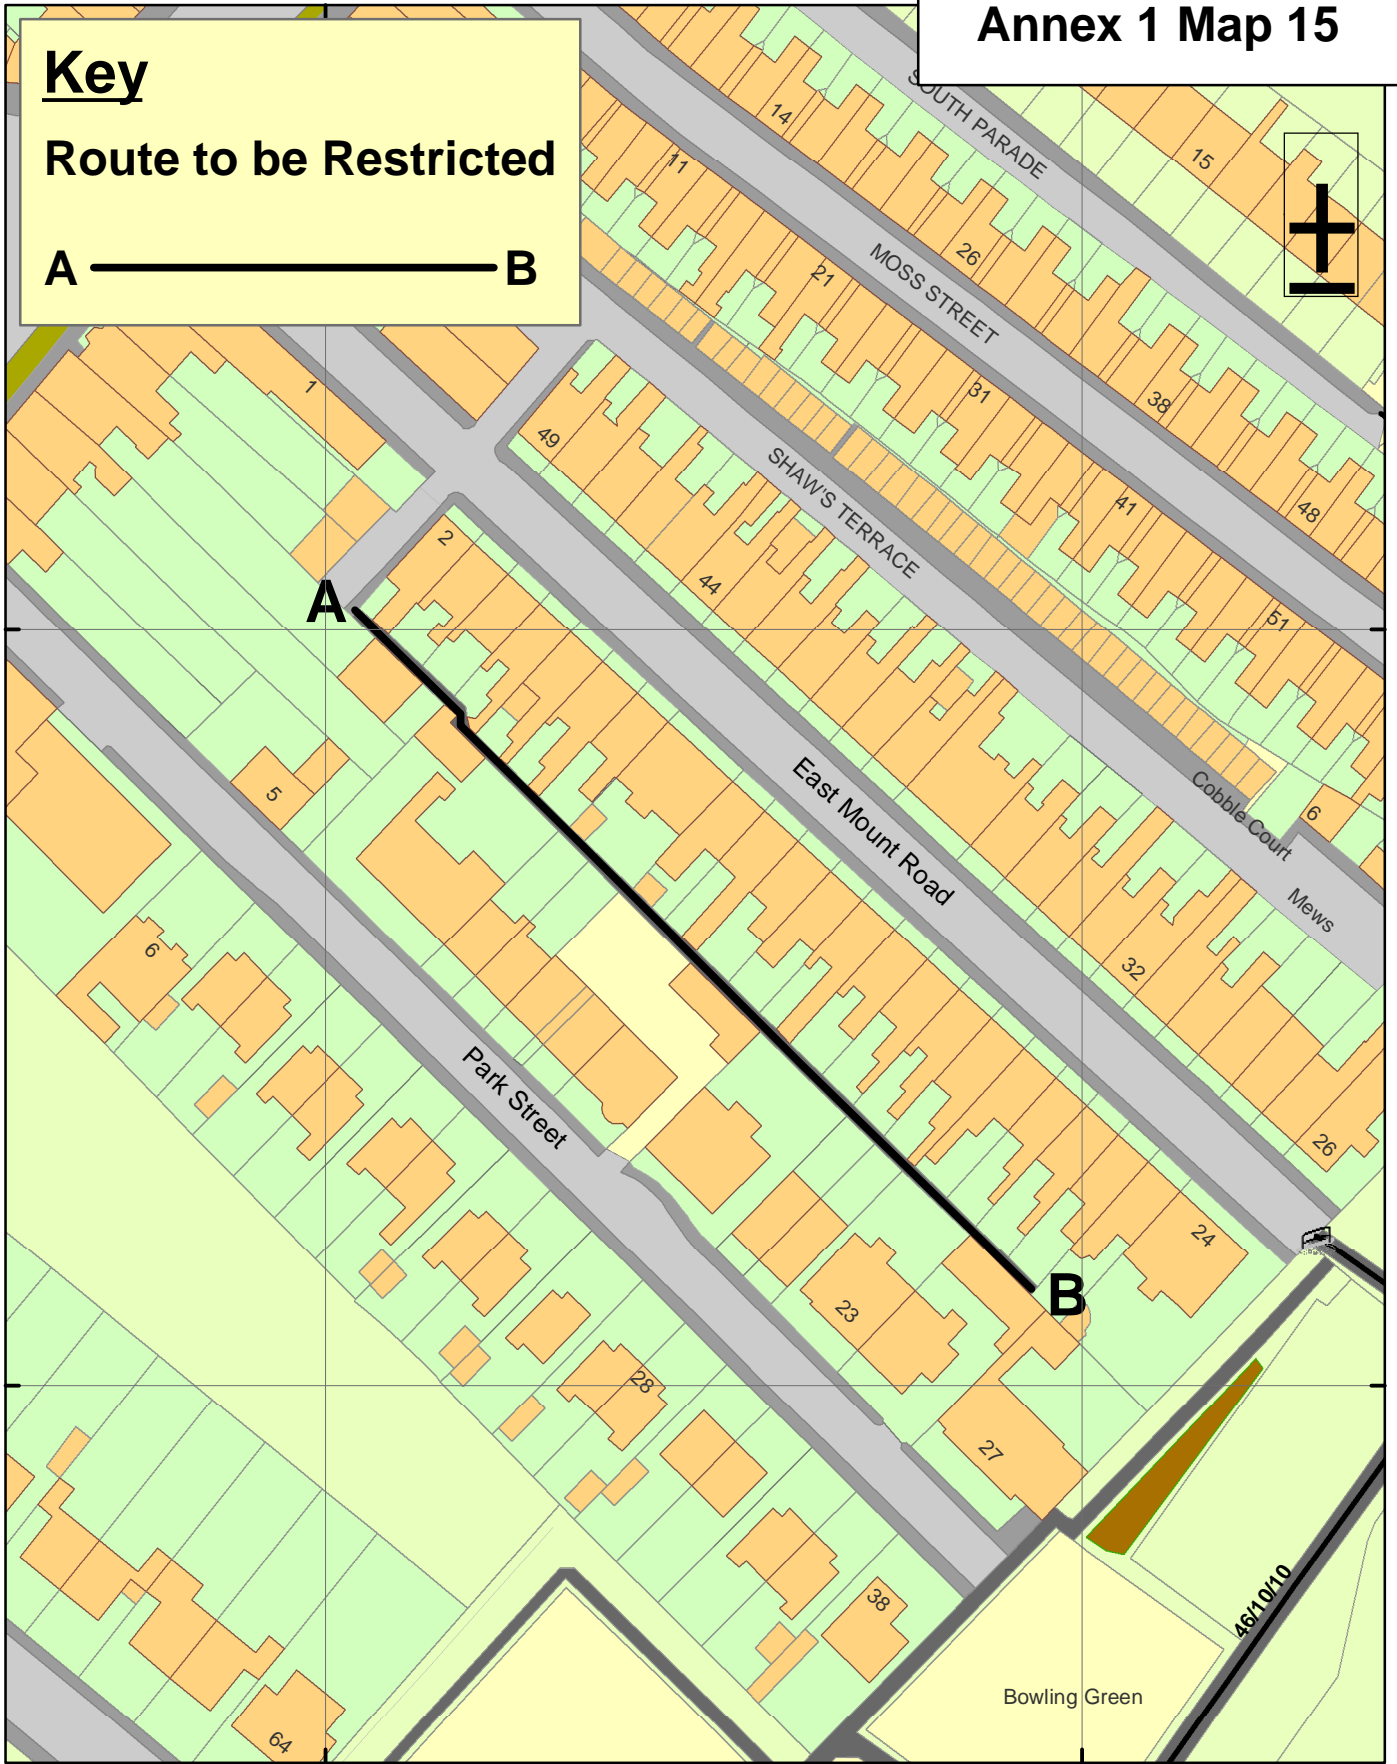 Annex 1 Map 15
Key
Route to be Restricted
A B
SOUTH PARADE
14
15
11
MOSS STREET
26
21
31
38
1
49
SHAW'S TERRACE
41
48
2
44
A
51
East Mount Road
5
Cobble Court
6
Mews
6
32
Park Street
26
24
B
23
28
27
38
46/10/10
Bowling Green
64